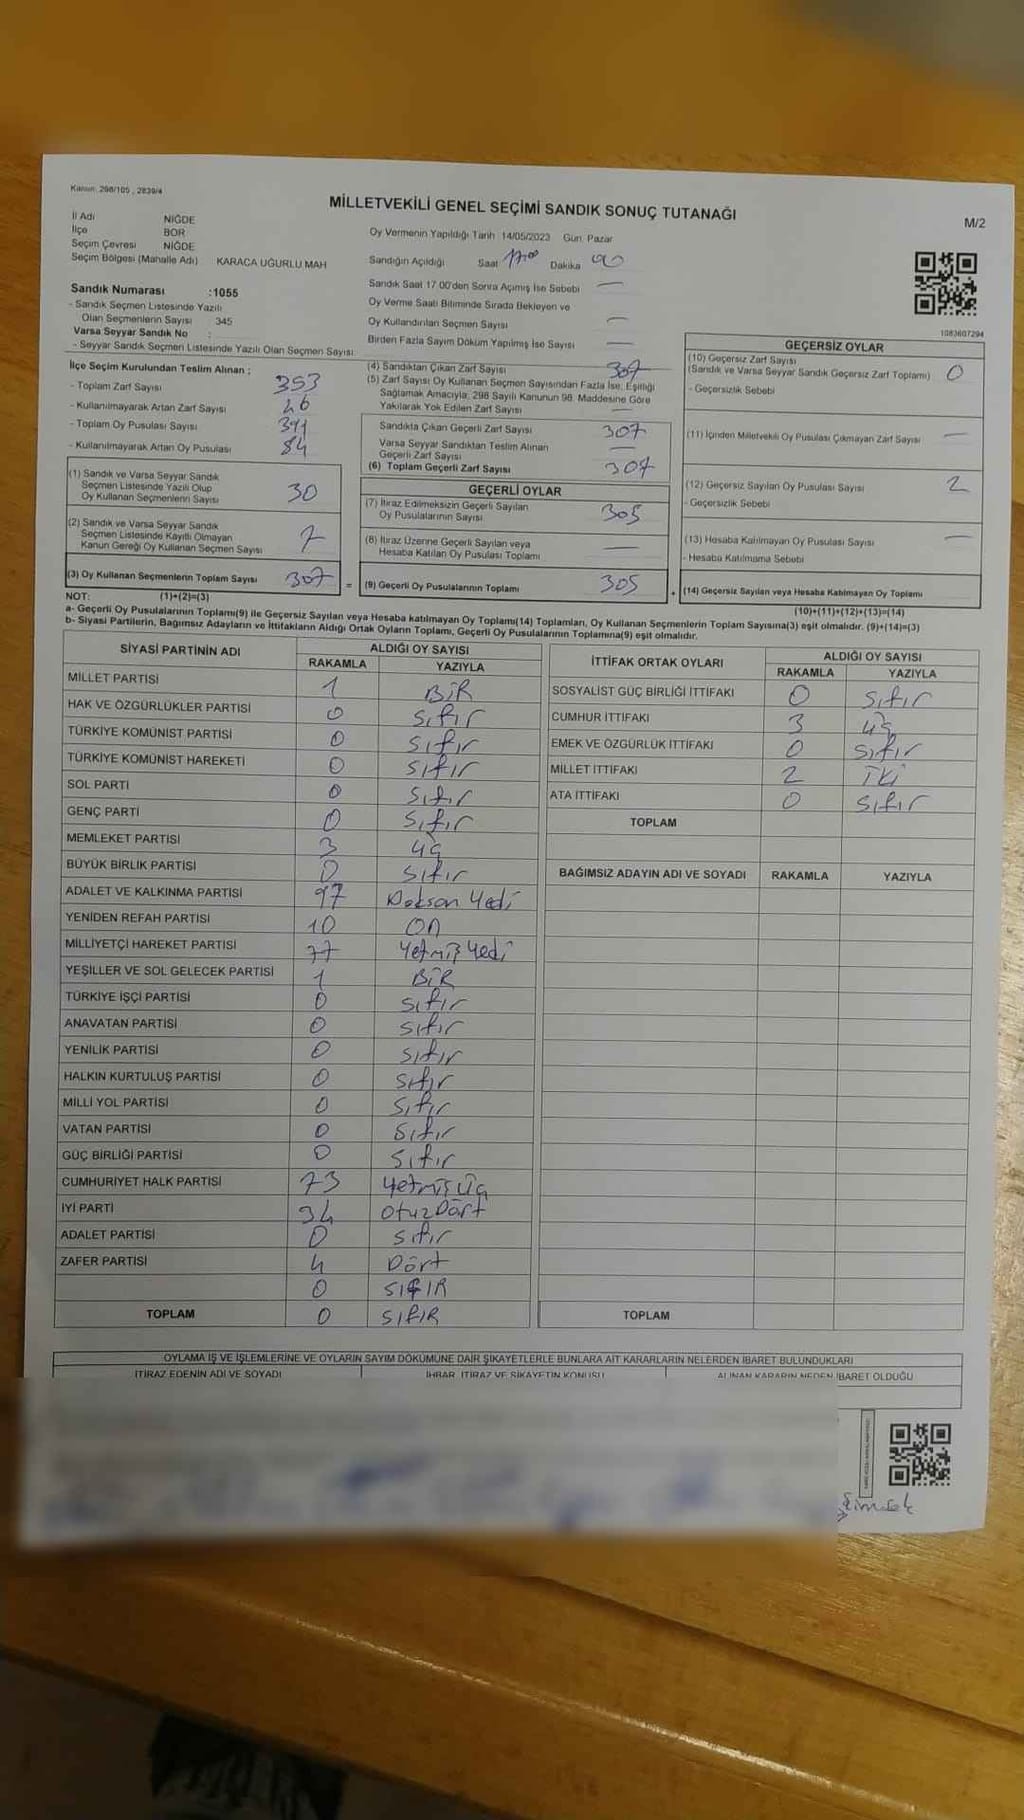 Kanun: 298/105 , 2839/4
MİLLETVEKİLİ GENEL SEÇİMİ SANDIK SONUÇ TUTANAĞI
M/2
İl Adı NİĞDE
İlçe BOR
Seçim Çevresi NİĞDE
Seçim Bölgesi (Mahalle Adı) KARACA UĞURLU MAH
Oy Vermenin Yapıldığı Tarih 14/05/2023 Gün: Pazar
Sandığın Açıldığı Saat 17:00 Dakika 00
Sandık Saat 17:00'den Sonra Açılmış İse Sebebi —
Oy Verme Saati Bitiminde Sırada Bekleyen ve
Oy Kullandırılan Seçmen Sayısı —
Birden Fazla Sayım Döküm Yapılmış İse Sayısı —
1083607294
Sandık Numarası :1055
- Sandık Seçmen Listesinde Yazılı
Olan Seçmenlerin Sayısı 345
Varsa Seyyar Sandık No :
- Seyyar Sandık Seçmen Listesinde Yazılı Olan Seçmen Sayısı:
İlçe Seçim Kurulundan Teslim Alınan ;
- Toplam Zarf Sayısı 353
- Kullanılmayarak Artan Zarf Sayısı 46
- Toplam Oy Pusulası Sayısı 391
- Kullanılmayarak Artan Oy Pusulası 84
(1) Sandık ve Varsa Seyyar Sandık
Seçmen Listesinde Yazılı Olup
Oy Kullanan Seçmenlerin Sayısı 30
(2) Sandık ve Varsa Seyyar Sandık
Seçmen Listesinde Kayıtlı Olmayan
Kanun Gereği Oy Kullanan Seçmen Sayısı 7
(3) Oy Kullanan Seçmenlerin Toplam Sayısı 307 =
(1)+(2)=(3)
(4) Sandıktan Çıkan Zarf Sayısı 307
(5) Zarf Sayısı Oy Kullanan Seçmen Sayısından Fazla İse; Eşitliği
Sağlamak Amacıyla, 298 Sayılı Kanunun 98. Maddesine Göre
Yakılarak Yok Edilen Zarf Sayısı —
Sandıkta Çıkan Geçerli Zarf Sayısı 307
Varsa Seyyar Sandıktan Teslim Alınan
Geçerli Zarf Sayısı —
(6) Toplam Geçerli Zarf Sayısı 307
GEÇERLİ OYLAR
(7) İtiraz Edilmeksizin Geçerli Sayılan
Oy Pusulalarının Sayısı 305
(8) İtiraz Üzerine Geçerli Sayılan veya
Hesaba Katılan Oy Pusulası Toplamı —
(9) Geçerli Oy Pusulalarının Toplamı 305 +
GEÇERSİZ OYLAR
(10) Geçersiz Zarf Sayısı
(Sandık ve Varsa Seyyar Sandık Geçersiz Zarf Toplamı) 0
- Geçersizlik Sebebi
(11) İçinden Milletvekili Oy Pusulası Çıkmayan Zarf Sayısı —
(12) Geçersiz Sayılan Oy Pusulası Sayısı 2
- Geçersizlik Sebebi
(13) Hesaba Katılmayan Oy Pusulası Sayısı —
- Hesaba Katılmama Sebebi
(14) Geçersiz Sayılan veya Hesaba Katılmayan Oy Toplamı
(10)+(11)+(12)+(13)=(14)
NOT:
a- Geçerli Oy Pusulalarının Toplamı(9) ile Geçersiz Sayılan veya Hesaba katılmayan Oy Toplamı(14) Toplamları, Oy Kullanan Seçmenlerin Toplam Sayısına(3) eşit olmalıdır. (9)+(14)=(3)
b- Siyasi Partilerin, Bağımsız Adayların ve İttifakların Aldığı Ortak Oyların Toplamı, Geçerli Oy Pusulalarının Toplamına(9) eşit olmalıdır.
SİYASİ PARTİNİN ADI ALDIĞI OY SAYISI
RAKAMLA YAZIYLA
MİLLET PARTİSİ 1 BİR
HAK VE ÖZGÜRLÜKLER PARTİSİ 0 sıfır
TÜRKİYE KOMÜNİST PARTİSİ 0 sıfır
TÜRKİYE KOMÜNİST HAREKETİ 0 sıfır
SOL PARTİ 0 sıfır
GENÇ PARTİ 0 sıfır
MEMLEKET PARTİSİ 3 üç
BÜYÜK BİRLİK PARTİSİ 0 sıfır
ADALET VE KALKINMA PARTİSİ 97 Doksan Yedi
YENİDEN REFAH PARTİSİ 10 ON
MİLLİYETÇİ HAREKET PARTİSİ 77 Yetmiş Yedi
YEŞİLLER VE SOL GELECEK PARTİSİ 1 BİR
TÜRKİYE İŞÇİ PARTİSİ 0 sıfır
ANAVATAN PARTİSİ 0 sıfır
YENİLİK PARTİSİ 0 sıfır
HALKIN KURTULUŞ PARTİSİ 0 sıfır
MİLLİ YOL PARTİSİ 0 sıfır
VATAN PARTİSİ 0 sıfır
GÜÇ BİRLİĞİ PARTİSİ 0 sıfır
CUMHURİYET HALK PARTİSİ 73 Yetmiş üç
İYİ PARTİ 34 otuz Dört
ADALET PARTİSİ 0 sıfır
ZAFER PARTİSİ 4 Dört
0 SIFIR
TOPLAM 0 SIFIR
İTTİFAK ORTAK OYLARI ALDIĞI OY SAYISI
RAKAMLA YAZIYLA
SOSYALİST GÜÇ BİRLİĞİ İTTİFAKI 0 sıfır
CUMHUR İTTİFAKI 3 üç
EMEK VE ÖZGÜRLÜK İTTİFAKI 0 sıfır
MİLLET İTTİFAKI 2 İki
ATA İTTİFAKI 0 sıfır
TOPLAM
BAĞIMSIZ ADAYIN ADI VE SOYADI RAKAMLA YAZIYLA
TOPLAM
OYLAMA İŞ VE İŞLEMLERİNE VE OYLARIN SAYIM DÖKÜMÜNE DAİR ŞİKAYETLERLE BUNLARA AİT KARARLARIN NELERDEN İBARET BULUNDUKLARI
İTİRAZ EDENİN ADI VE SOYADI İHBAR, İTİRAZ VE ŞİKAYETİN KONUSU ALINAN KARARIN NEDEN İBARET OLDUĞU